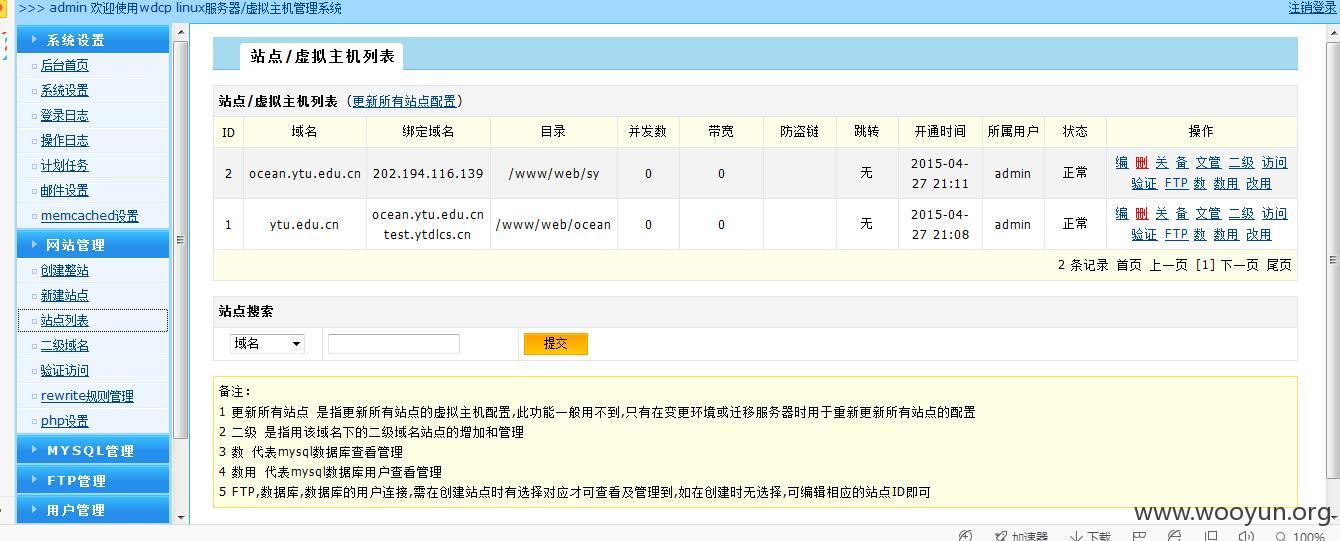 >>> admin 欢迎使用wdcp linux服务器/虚拟主机管理系统 注销登录
系统设置
后台首页
系统设置
登录日志
操作日志
计划任务
邮件设置
memcached设置
网站管理
创建整站
新建站点
站点列表
二级域名
验证访问
rewrite规则管理
php设置
MYSQL管理
FTP管理
用户管理
站点/虚拟主机列表
站点/虚拟主机列表（更新所有站点配置）
ID 域名 绑定域名 目录 并发数 带宽 防盗链 跳转 开通时间 所属用户 状态 操作
2 ocean.ytu.edu.cn 202.194.116.139 /www/web/sy 0 0 无 2015-04-27 21:11 admin 正常 编 删 关 备 文管 二级 访问
验证 FTP 数 数用 改用
1 ytu.edu.cn ocean.ytu.edu.cn test.ytdlcs.cn /www/web/ocean 0 0 无 2015-04-27 21:08 admin 正常 编 删 关 备 文管 二级 访问
验证 FTP 数 数用 改用
2 条记录 首页 上一页 [1] 下一页 尾页
站点搜索
域名 提交
备注：
1 更新所有站点 是指更新所有站点的虚拟主机配置,此功能一般用不到,只有在变更环境或迁移服务器时用于重新更新所有站点的配置
2 二级 是指用该域名下的二级域名站点的增加和管理
3 数 代表mysql数据库查看管理
4 数用 代表mysql数据库用户查看管理
5 FTP,数据库,数据库的用户连接,需在创建站点时有选择对应才可查看及管理到,如在创建时无选择,可编辑相应的站点ID即可
www.wooyun.org
加速器 下载 100%